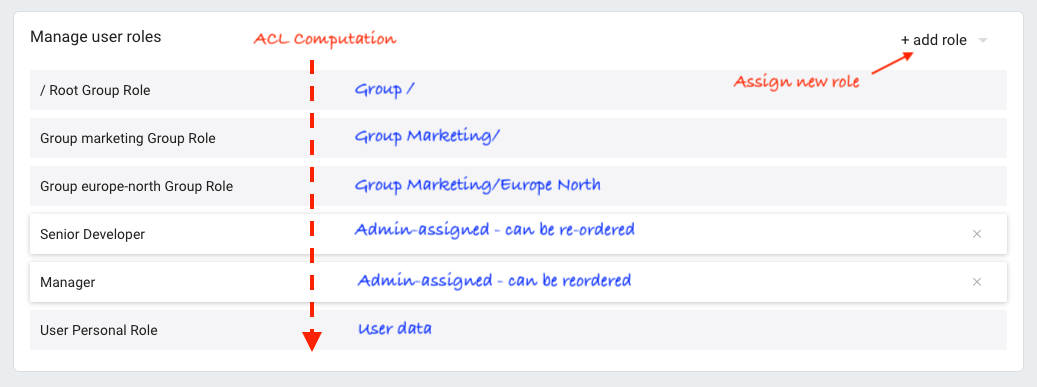 Manage user roles
ACL Computation
+ add role
Assign new role
/ Root Group Role
Group /
Group marketing Group Role
Group Marketing/
Group europe-north Group Role
Group Marketing/Europe North
Senior Developer
Admin-assigned - can be re-ordered
Manager
Admin-assigned - can be reordered
User Personal Role
User data